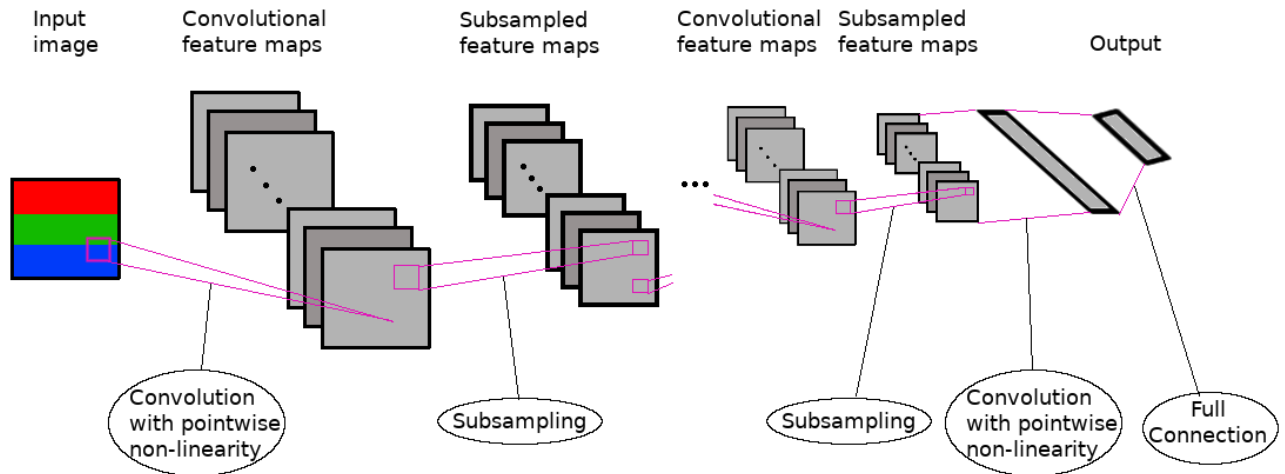 Input
image
Convolutional
feature maps
Subsampled
feature maps
Convolutional
feature maps
Subsampled
feature maps
Output
Convolution
with pointwise
non-linearity
Subsampling
Subsampling
Convolution
with pointwise
non-linearity
Full
Connection